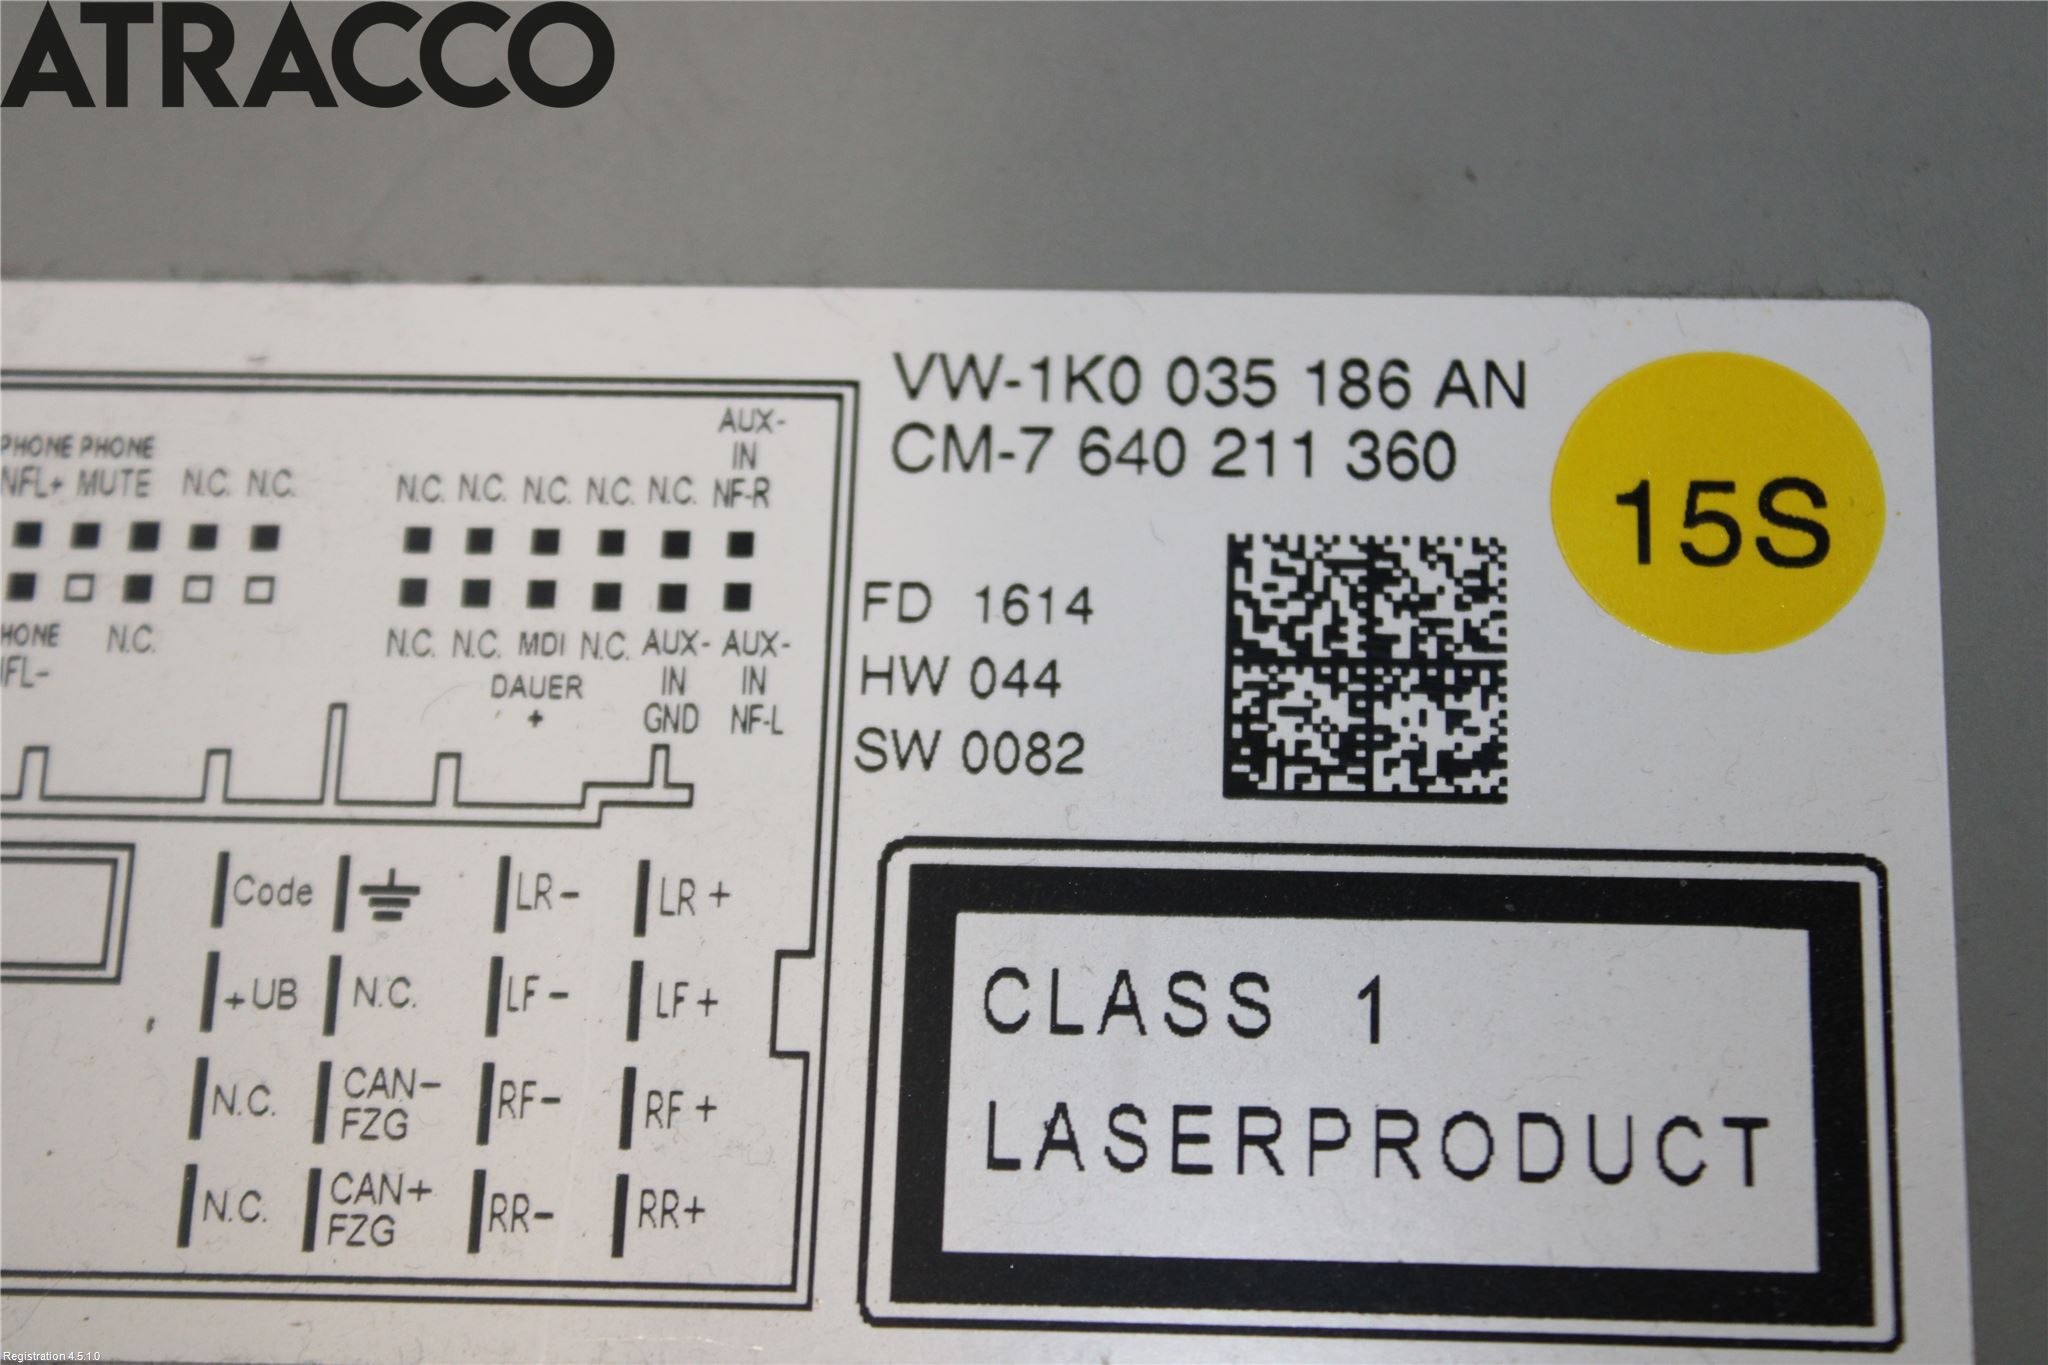 ATRACCO
VW-1K0 035 186 AN
CM-7 640 211 360
15S
FD 1614
HW 044
SW 0082
CLASS 1
LASERPRODUCT
AUX-
PHONE PHONE IN
NFL+ MUTE N.C. N.C. N.C. N.C. N.C. N.C. N.C. NF-R
N.C. N.C. N.C. MDI N.C. AUX- AUX-
DAUER IN IN
+ GND NF-L
Code LR- LR+
+UB N.C. LF- LF+
N.C. CAN- FZG RF- RF+
N.C. CAN+ FZG RR- RR+
Registration 4.5.1.0